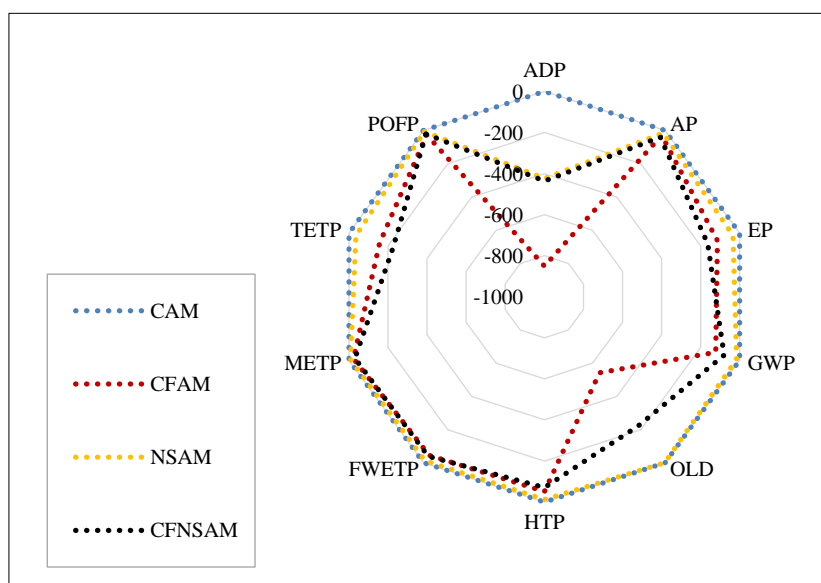 ADP
0
AP
POFP
-200
-400
TETP
EP
-600
-800
-1000
CAM
CFAM
METP
GWP
NSAM
FWETP
OLD
CFNSAM
HTP